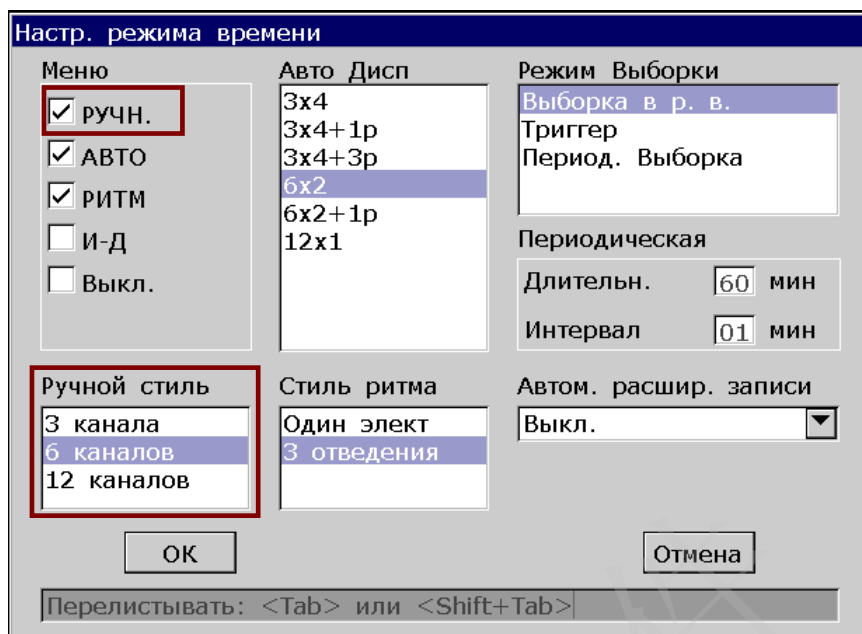 Настр. режима времени
Меню
РУЧН.
АВТО
РИТМ
И-Д
Выкл.
Авто Дисп
3x4
3x4+1р
3x4+3р
6x2
6x2+1р
12x1
Режим Выборки
Выборка в р. в.
Триггер
Период. Выборка
Периодическая
Длительн. 60 мин
Интервал 01 мин
Ручной стиль
3 канала
6 каналов
12 каналов
Стиль ритма
Один элект
3 отведения
Автом. расшир. записи
Выкл.
ОК
Отмена
Перелистывать: <Tab> или <Shift+Tab>